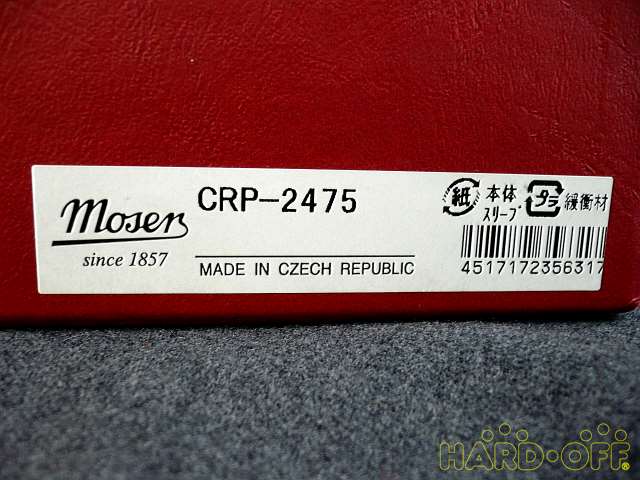 moser
since 1857
CRP-2475
MADE IN CZECH REPUBLIC
紙 本体
スリーブ
プラ 緩衝材
4517172356317
HARD-OFF®